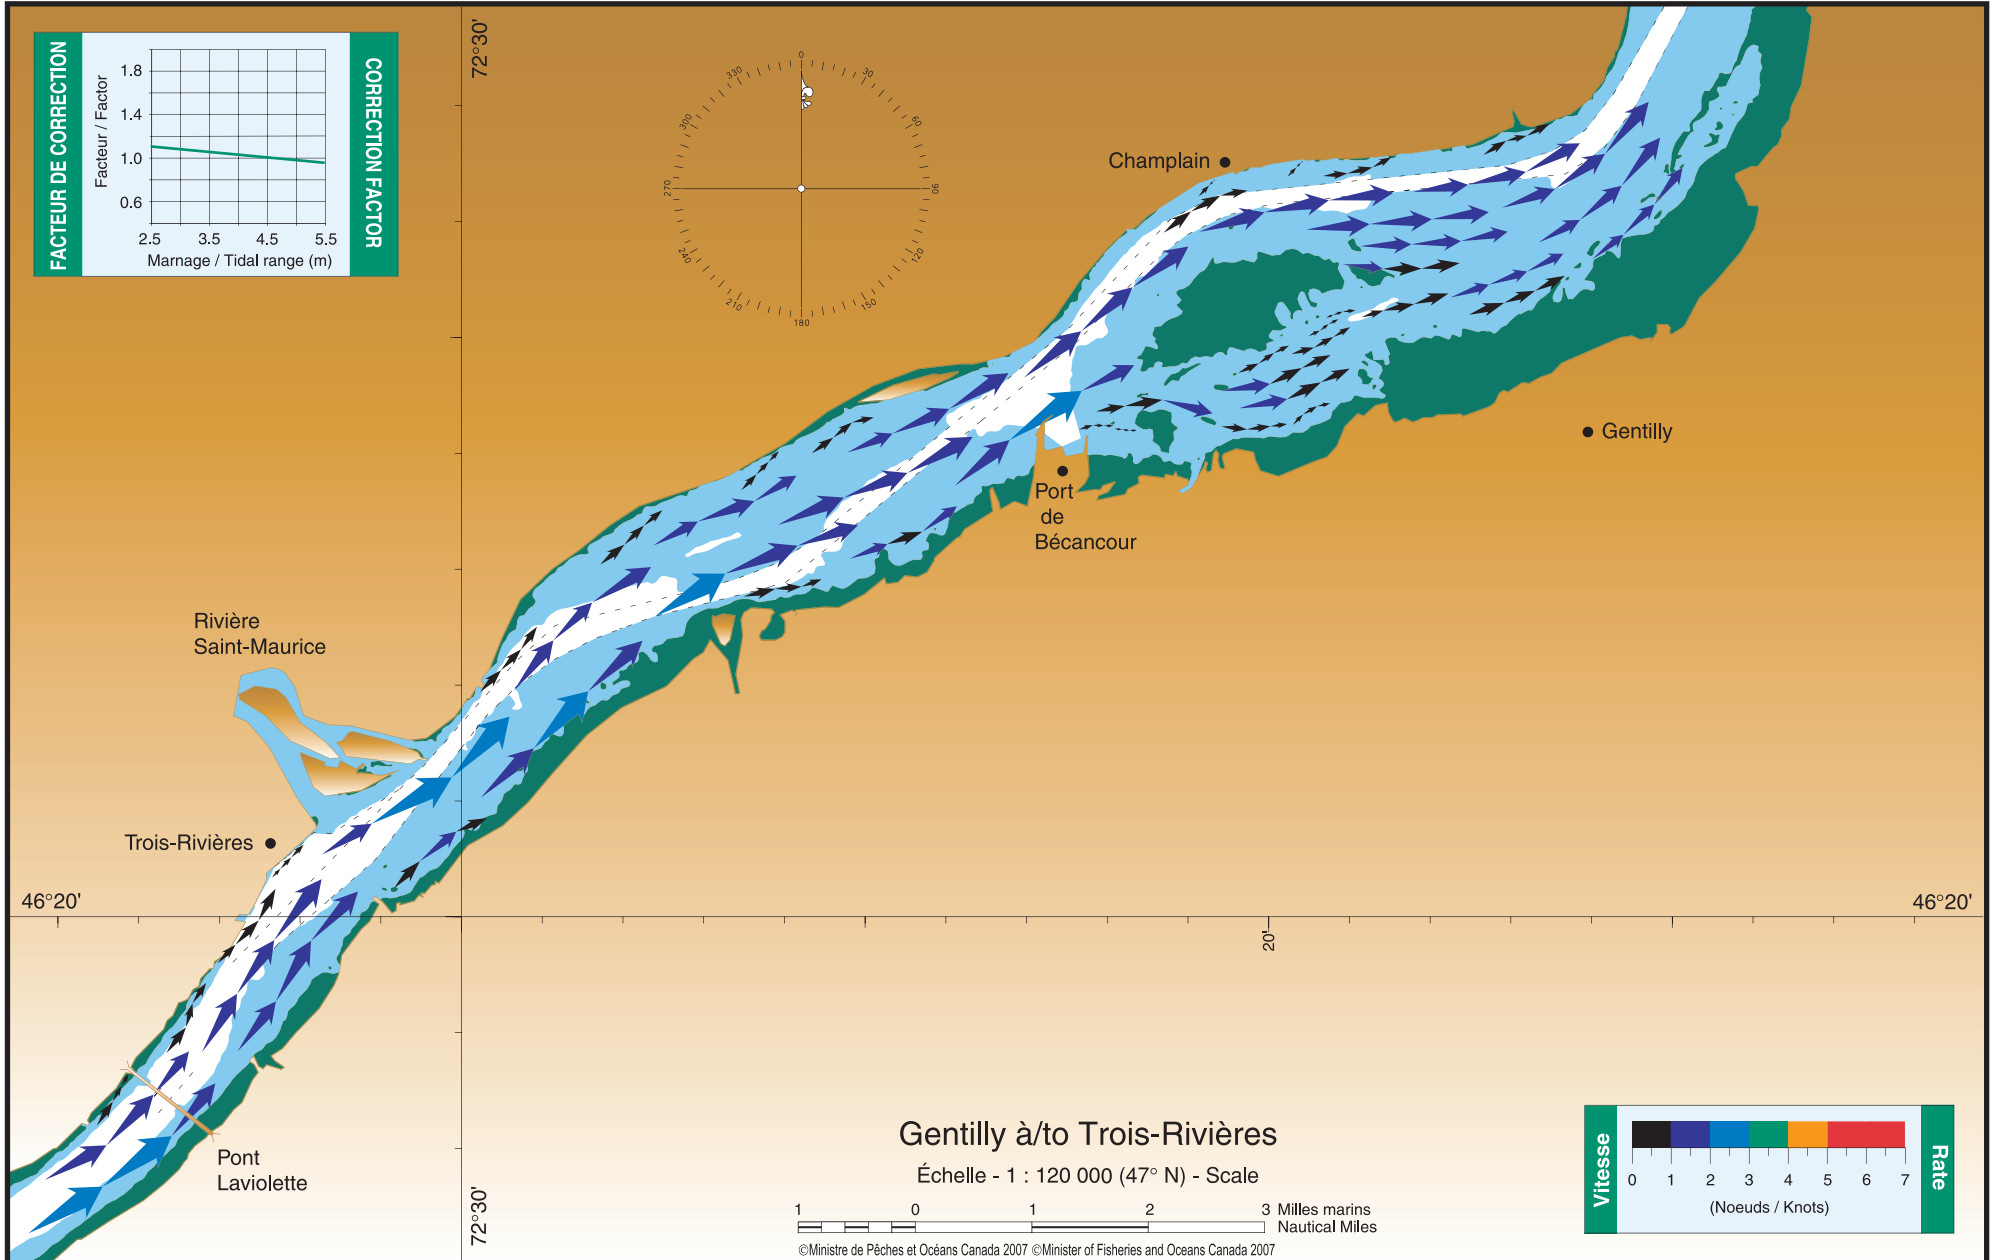 FACTEUR DE CORRECTION
Facteur / Factor
1.8
1.4
1.0
0.6
2.5 3.5 4.5 5.5
Marnage / Tidal range (m)
CORRECTION FACTOR
72°30'
0
30
60
90
120
150
180
210
240
270
300
330
Champlain
Gentilly
Port
de
Bécancour
Rivière
Saint-Maurice
Trois-Rivières
46°20'
46°20'
20'
Pont
Laviolette
72°30'
Gentilly à/to Trois-Rivières
Échelle - 1 : 120 000 (47° N) - Scale
1 0 1 2 3 Milles marins
Nautical Miles
©Ministre de Pêches et Océans Canada 2007 ©Minister of Fisheries and Oceans Canada 2007
Vitesse
0 1 2 3 4 5 6 7
(Noeuds / Knots)
Rate